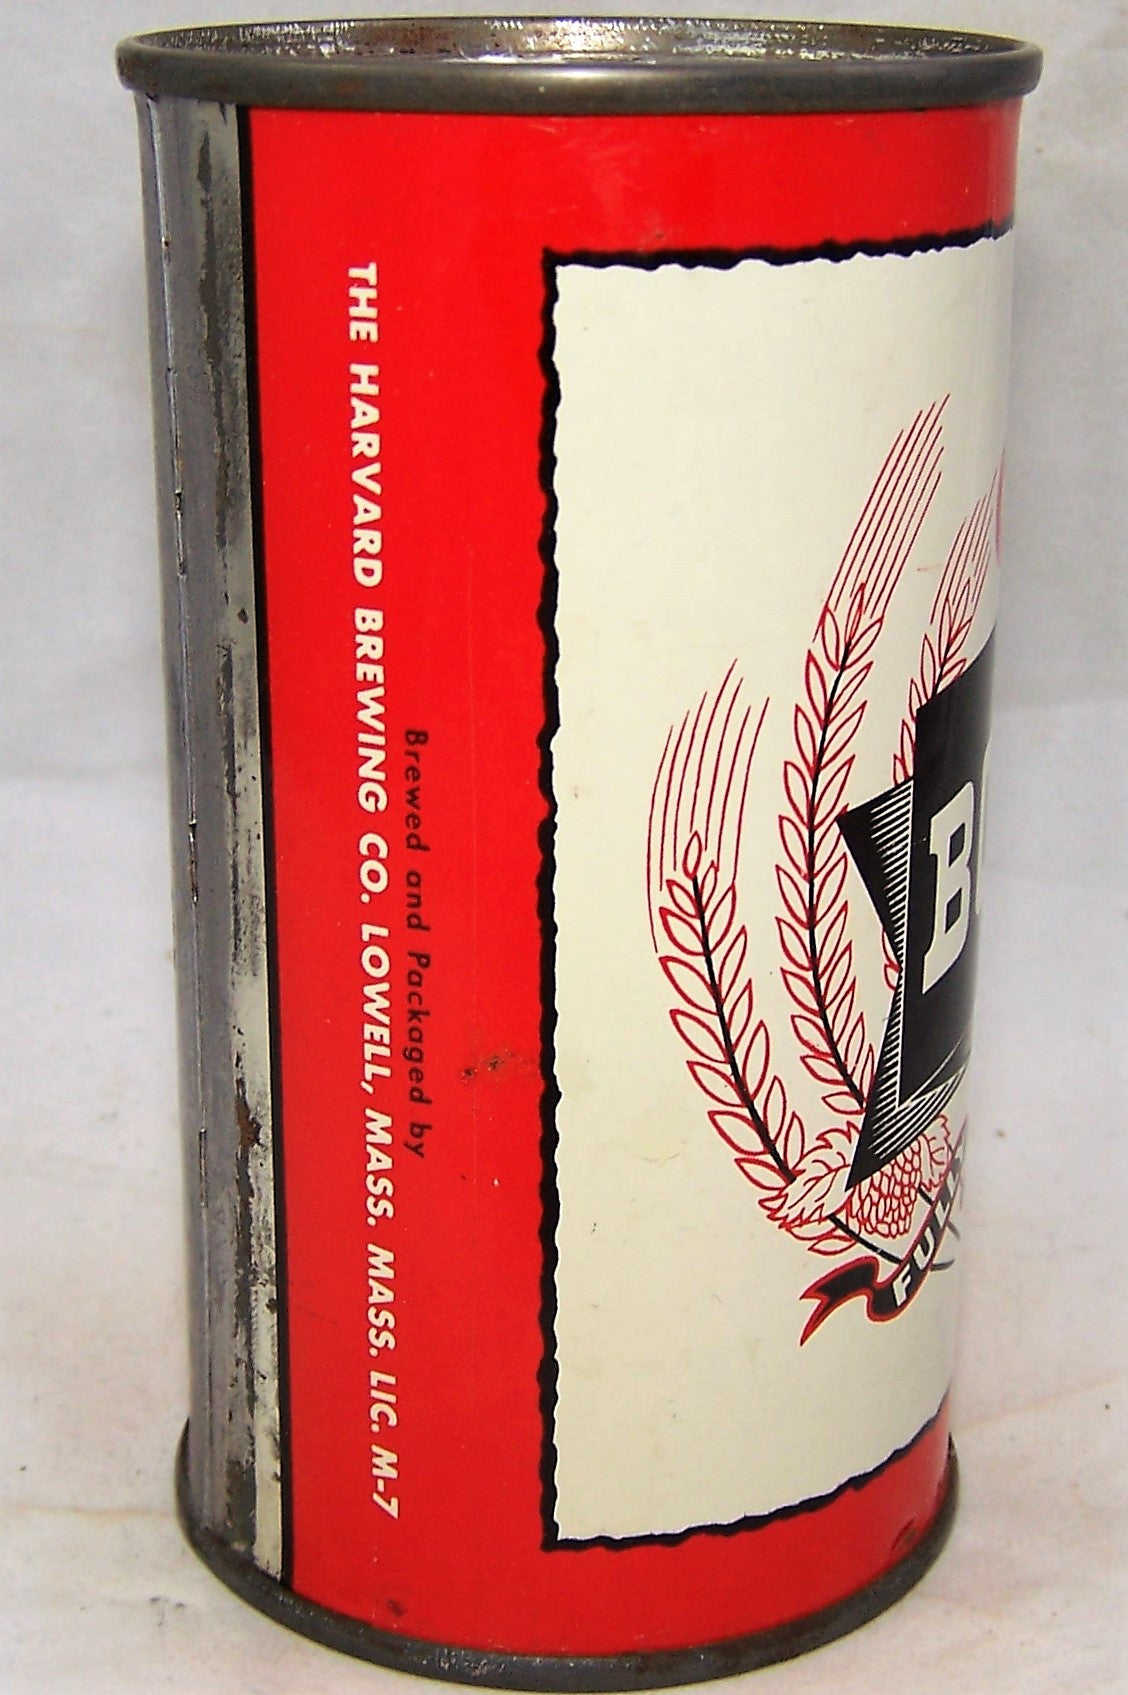 Brewed and Packaged by
THE HARVARD BREWING CO. LOWELL, MASS. MASS. LIC. M-7